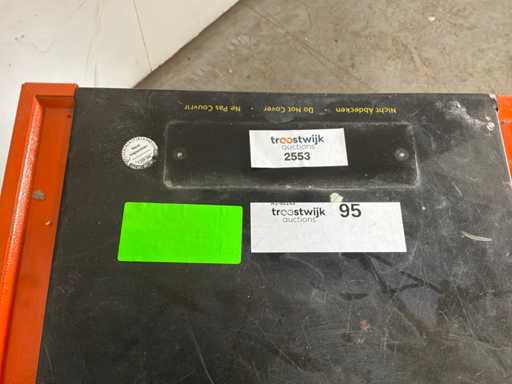 Nicht Abdecken · Do Not Cover · Ne Pas Couvrir
troostwijk
auctions
2553
troostwijk
auctions
95